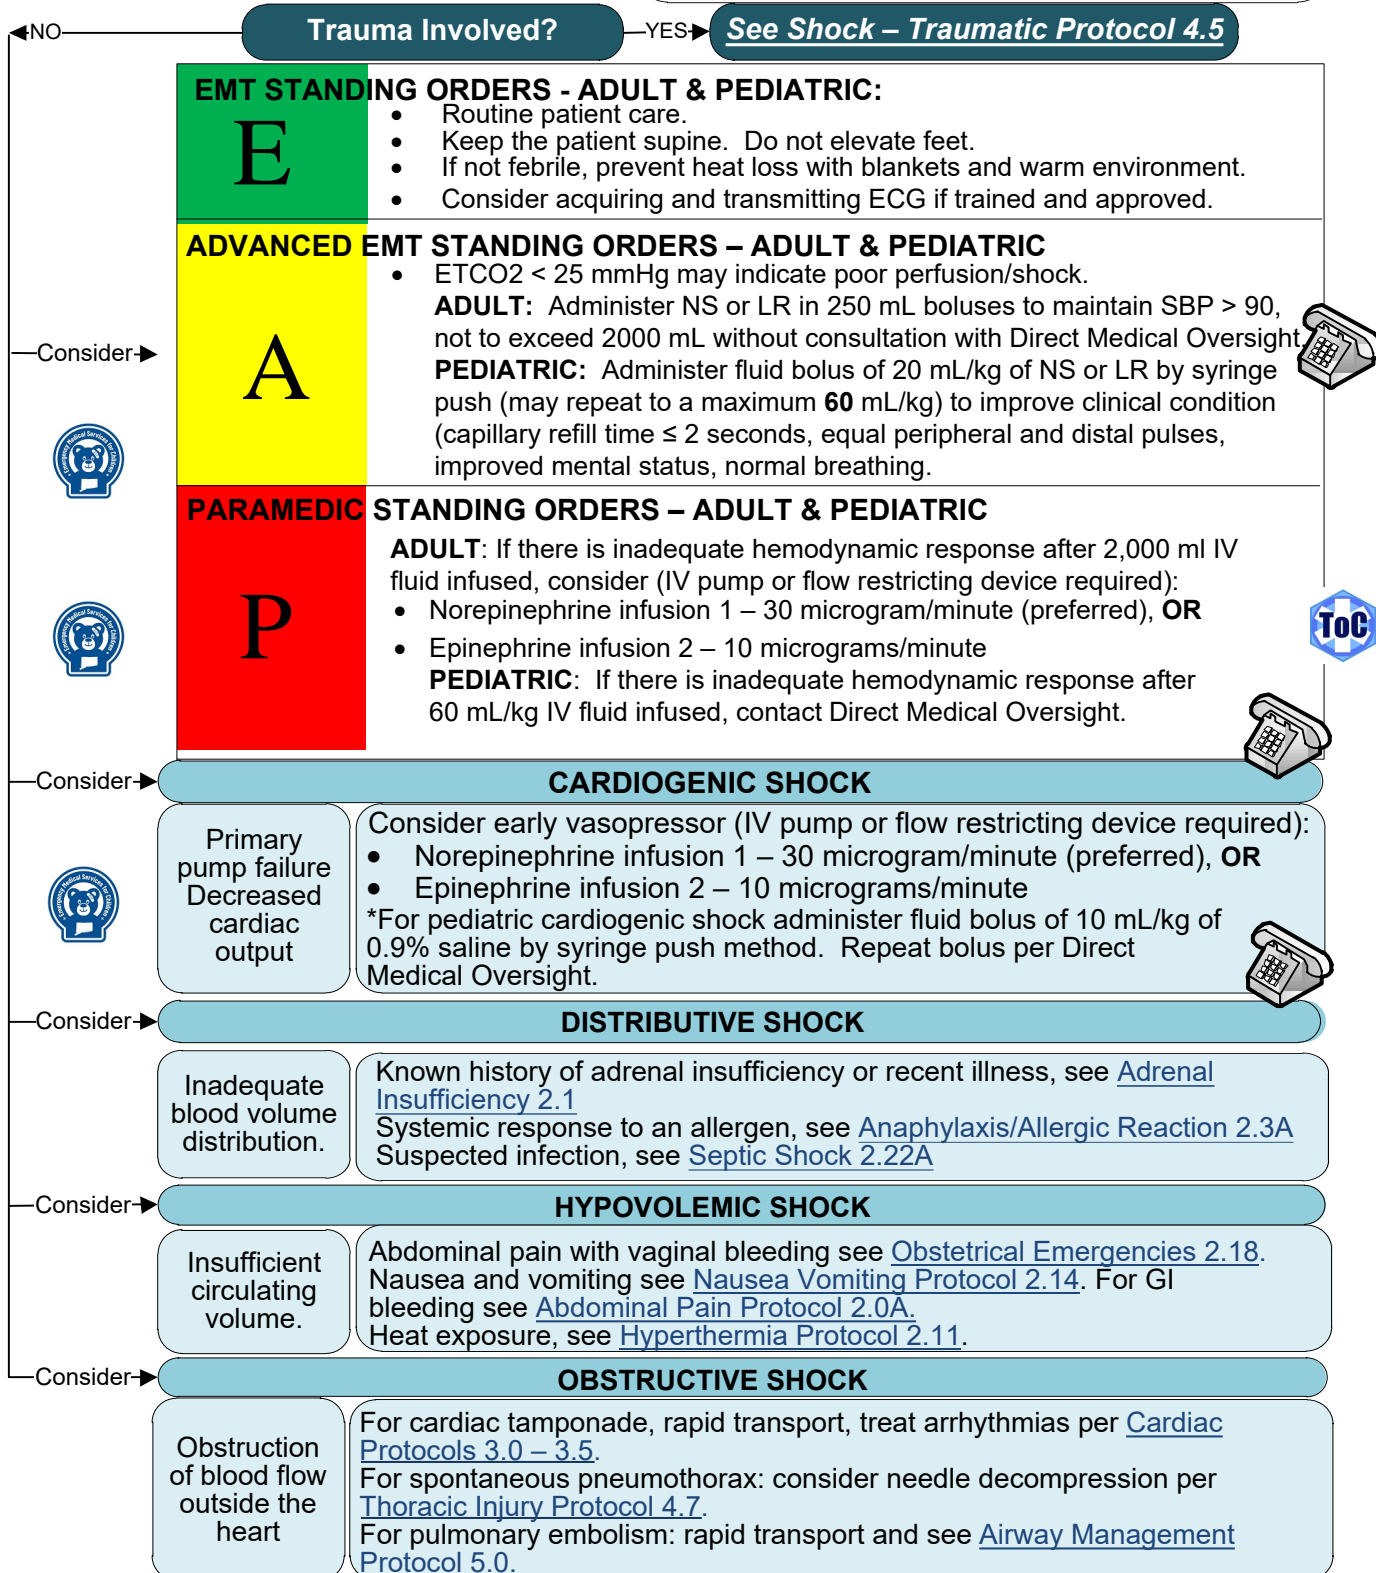 NO
Trauma Involved?
YES
See Shock – Traumatic Protocol 4.5
EMT STANDING ORDERS - ADULT & PEDIATRIC:
E
• Routine patient care.
• Keep the patient supine. Do not elevate feet.
• If not febrile, prevent heat loss with blankets and warm environment.
• Consider acquiring and transmitting ECG if trained and approved.
ADVANCED EMT STANDING ORDERS – ADULT & PEDIATRIC
Consider
A
• ETCO2 < 25 mmHg may indicate poor perfusion/shock.
ADULT: Administer NS or LR in 250 mL boluses to maintain SBP > 90,
not to exceed 2000 mL without consultation with Direct Medical Oversight.
PEDIATRIC: Administer fluid bolus of 20 mL/kg of NS or LR by syringe
push (may repeat to a maximum 60 mL/kg) to improve clinical condition
(capillary refill time ≤ 2 seconds, equal peripheral and distal pulses,
improved mental status, normal breathing.
Emergency Medical Services for Children
PARAMEDIC STANDING ORDERS – ADULT & PEDIATRIC
P
ADULT: If there is inadequate hemodynamic response after 2,000 ml IV
fluid infused, consider (IV pump or flow restricting device required):
• Norepinephrine infusion 1 – 30 microgram/minute (preferred), OR
• Epinephrine infusion 2 – 10 micrograms/minute
PEDIATRIC: If there is inadequate hemodynamic response after
60 mL/kg IV fluid infused, contact Direct Medical Oversight.
Emergency Medical Services for Children
ToC
Consider
CARDIOGENIC SHOCK
Primary
pump failure
Decreased
cardiac
output
Consider early vasopressor (IV pump or flow restricting device required):
• Norepinephrine infusion 1 – 30 microgram/minute (preferred), OR
• Epinephrine infusion 2 – 10 micrograms/minute
*For pediatric cardiogenic shock administer fluid bolus of 10 mL/kg of
0.9% saline by syringe push method. Repeat bolus per Direct
Medical Oversight.
Emergency Medical Services for Children
Consider
DISTRIBUTIVE SHOCK
Inadequate
blood volume
distribution.
Known history of adrenal insufficiency or recent illness, see Adrenal
Insufficiency 2.1
Systemic response to an allergen, see Anaphylaxis/Allergic Reaction 2.3A
Suspected infection, see Septic Shock 2.22A
Consider
HYPOVOLEMIC SHOCK
Insufficient
circulating
volume.
Abdominal pain with vaginal bleeding see Obstetrical Emergencies 2.18.
Nausea and vomiting see Nausea Vomiting Protocol 2.14. For GI
bleeding see Abdominal Pain Protocol 2.0A.
Heat exposure, see Hyperthermia Protocol 2.11.
Consider
OBSTRUCTIVE SHOCK
Obstruction
of blood flow
outside the
heart
For cardiac tamponade, rapid transport, treat arrhythmias per Cardiac
Protocols 3.0 – 3.5.
For spontaneous pneumothorax: consider needle decompression per
Thoracic Injury Protocol 4.7.
For pulmonary embolism: rapid transport and see Airway Management
Protocol 5.0.